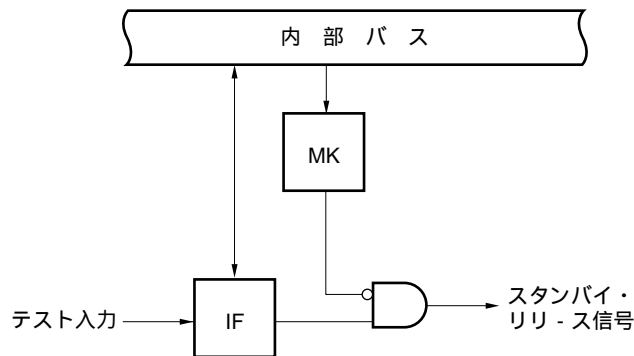 内 部 バ ス
MK
テスト入力
IF
スタンバイ・
リリ - ス信号